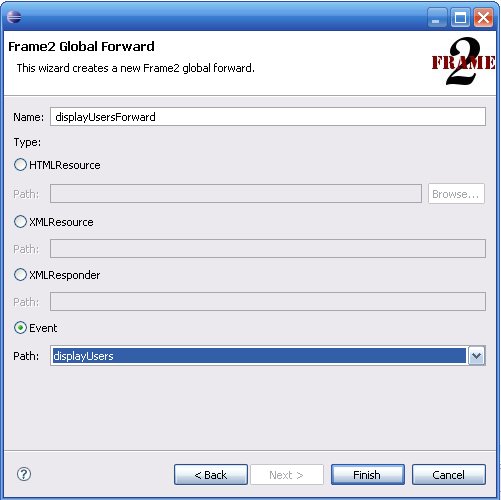 Frame2 Global Forward
This wizard creates a new Frame2 global forward.
FRAME
2
Name: displayUsersForward
Type:
HTMLResource
Path: Browse...
XMLResource
Path:
XMLResponder
Path:
Event
Path: displayUsers
? < Back Next > Finish Cancel